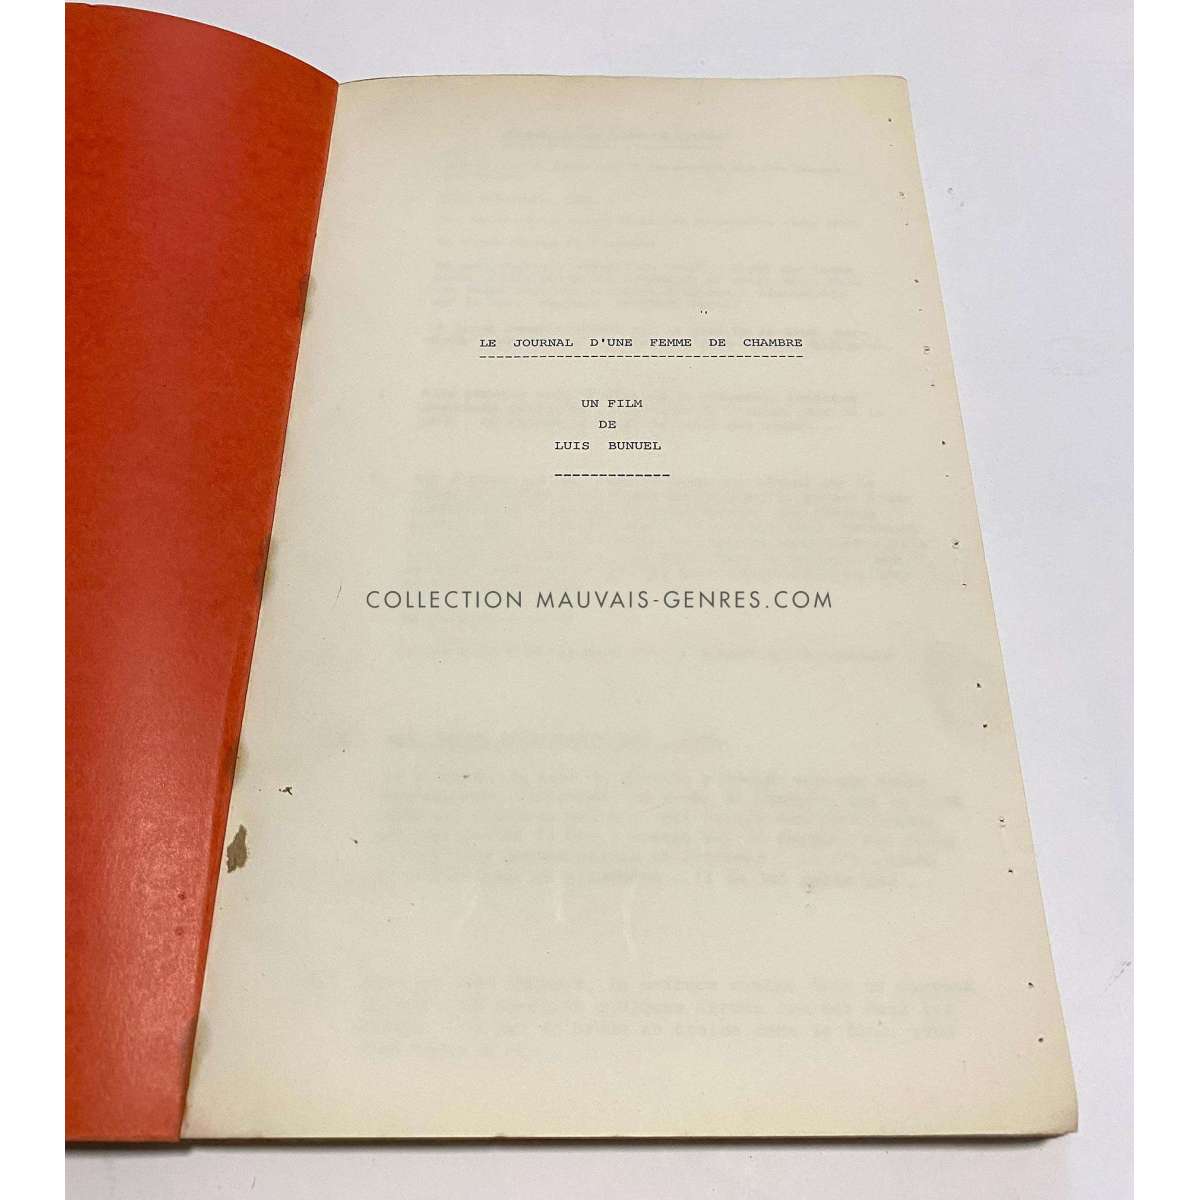 LE JOURNAL D'UNE FEMME DE CHAMBRE
UN FILM
DE
LUIS BUNUEL
COLLECTION MAUVAIS-GENRES.COM